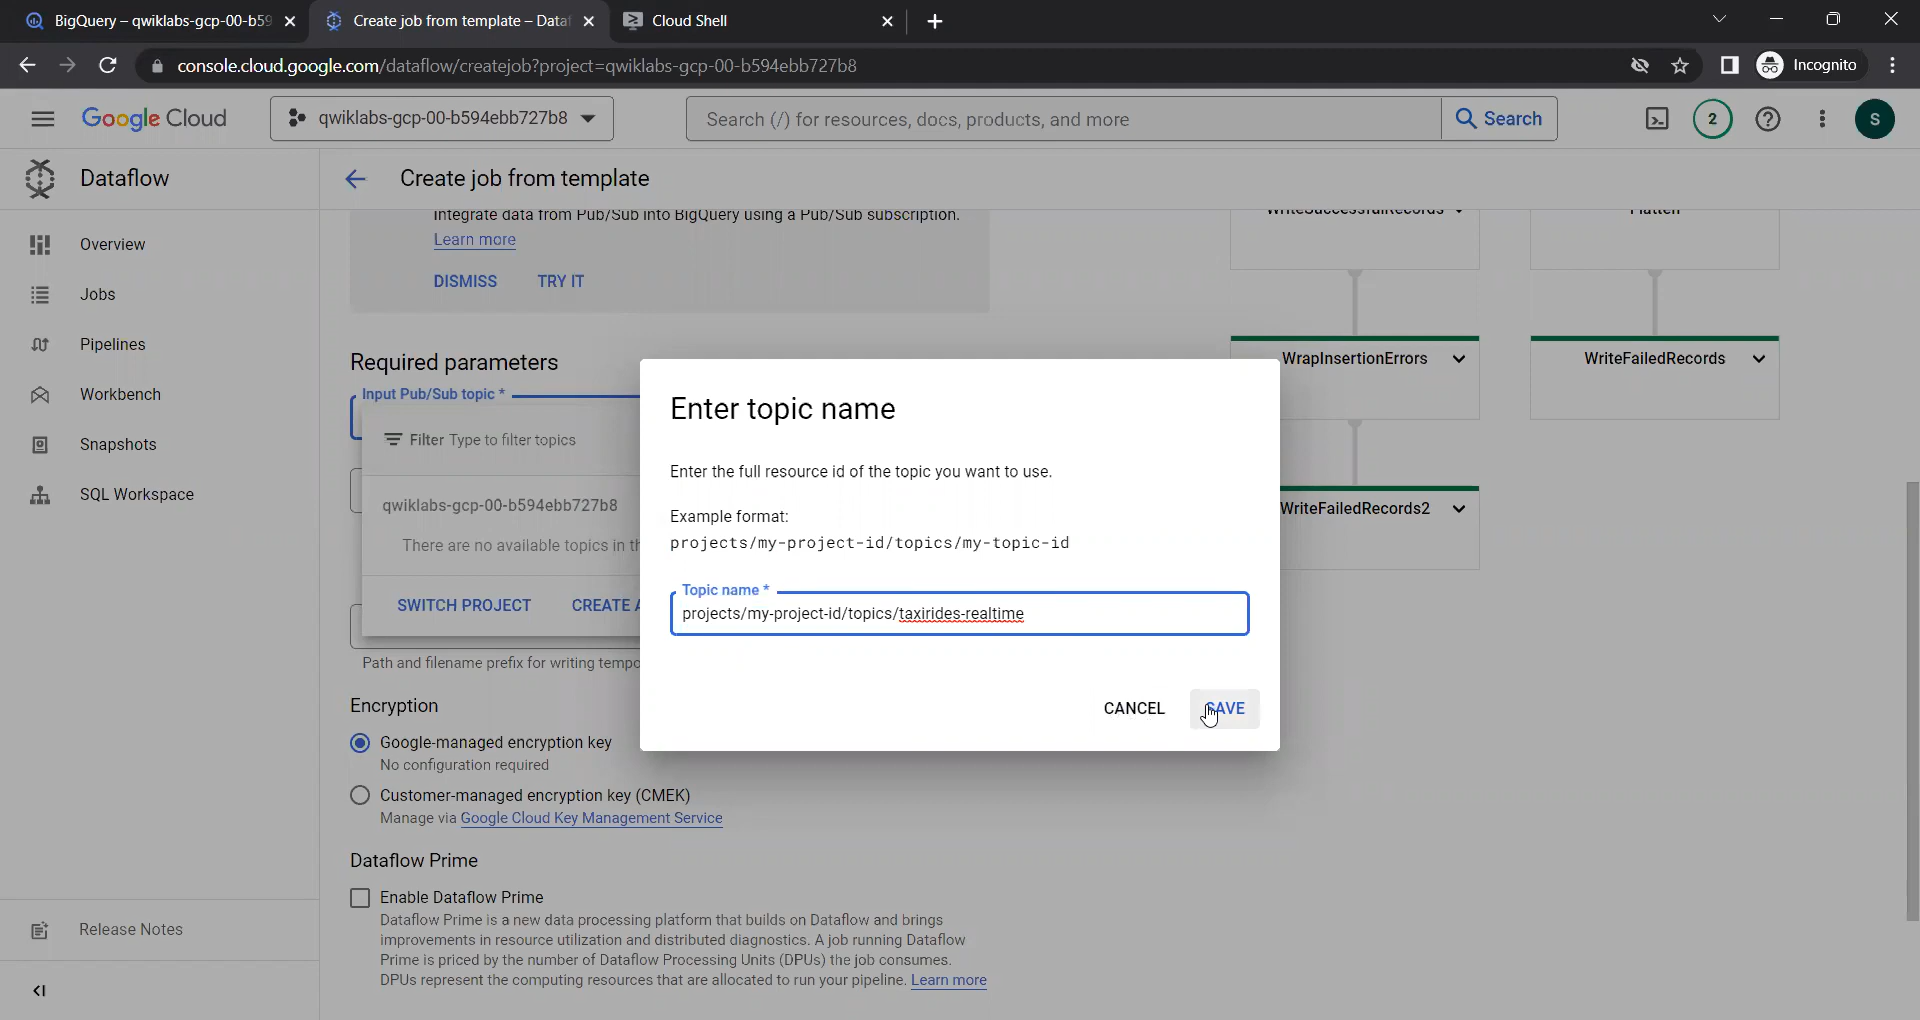 BigQuery – qwiklabs-gcp-00-b59
Create job from template – Dataf
Cloud Shell
console.cloud.google.com/dataflow/createjob?project=qwiklabs-gcp-00-b594ebb727b8
Incognito
Google Cloud
qwiklabs-gcp-00-b594ebb727b8
Search (/) for resources, docs, products, and more
Search
2
S
Dataflow
Create job from template
Overview
Jobs
Pipelines
Workbench
Snapshots
SQL Workspace
Release Notes
Integrate data from Pub/Sub into BigQuery using a Pub/Sub subscription.
Learn more
DISMISS
TRY IT
Required parameters
Input Pub/Sub topic *
Filter Type to filter topics
qwiklabs-gcp-00-b594ebb727b8
There are no available topics in th
SWITCH PROJECT
CREATE A
Path and filename prefix for writing tempo
Encryption
Google-managed encryption key
No configuration required
Customer-managed encryption key (CMEK)
Manage via Google Cloud Key Management Service
Dataflow Prime
Enable Dataflow Prime
Dataflow Prime is a new data processing platform that builds on Dataflow and brings
improvements in resource utilization and distributed diagnostics. A job running Dataflow
Prime is priced by the number of Dataflow Processing Units (DPUs) the job consumes.
DPUs represent the computing resources that are allocated to run your pipeline. Learn more
Enter topic name
Enter the full resource id of the topic you want to use.
Example format:
projects/my-project-id/topics/my-topic-id
Topic name *
projects/my-project-id/topics/taxirides-realtime
CANCEL
SAVE
WriteSuccessfulRecords
Flatten
WrapInsertionErrors
WriteFailedRecords
WriteFailedRecords2